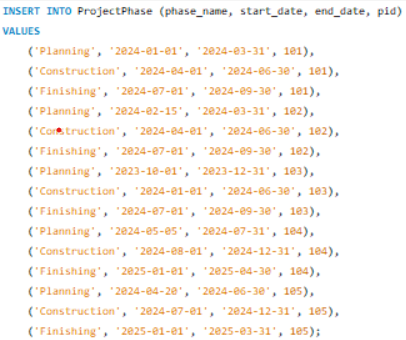 INSERT INTO ProjectPhase (phase_name, start_date, end_date, pid)
VALUES
('Planning', '2024-01-01', '2024-03-31', 101),
('Construction', '2024-04-01', '2024-06-30', 101),
('Finishing', '2024-07-01', '2024-09-30', 101),
('Planning', '2024-02-15', '2024-03-31', 102),
('Construction', '2024-04-01', '2024-06-30', 102),
('Finishing', '2024-07-01', '2024-09-30', 102),
('Planning', '2023-10-01', '2023-12-31', 103),
('Construction', '2024-01-01', '2024-06-30', 103),
('Finishing', '2024-07-01', '2024-09-30', 103),
('Planning', '2024-05-05', '2024-07-31', 104),
('Construction', '2024-08-01', '2024-12-31', 104),
('Finishing', '2025-01-01', '2025-04-30', 104),
('Planning', '2024-04-20', '2024-06-30', 105),
('Construction', '2024-07-01', '2024-12-31', 105),
('Finishing', '2025-01-01', '2025-03-31', 105);